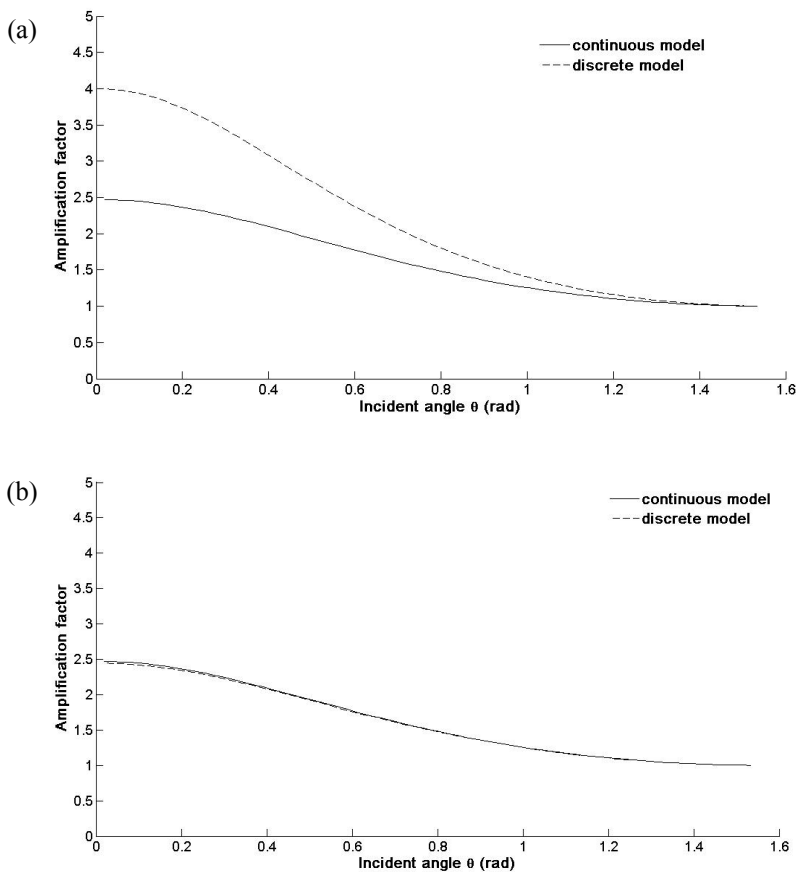 (a)
5
4.5
4
3.5
3
2.5
2
1.5
1
0.5
0
Amplification factor
continuous model
discrete model
0 0.2 0.4 0.6 0.8 1 1.2 1.4 1.6
Incident angle θ (rad)
(b)
5
4.5
4
3.5
3
2.5
2
1.5
1
0.5
0
Amplification factor
continuous model
discrete model
0 0.2 0.4 0.6 0.8 1 1.2 1.4 1.6
Incident angle θ (rad)